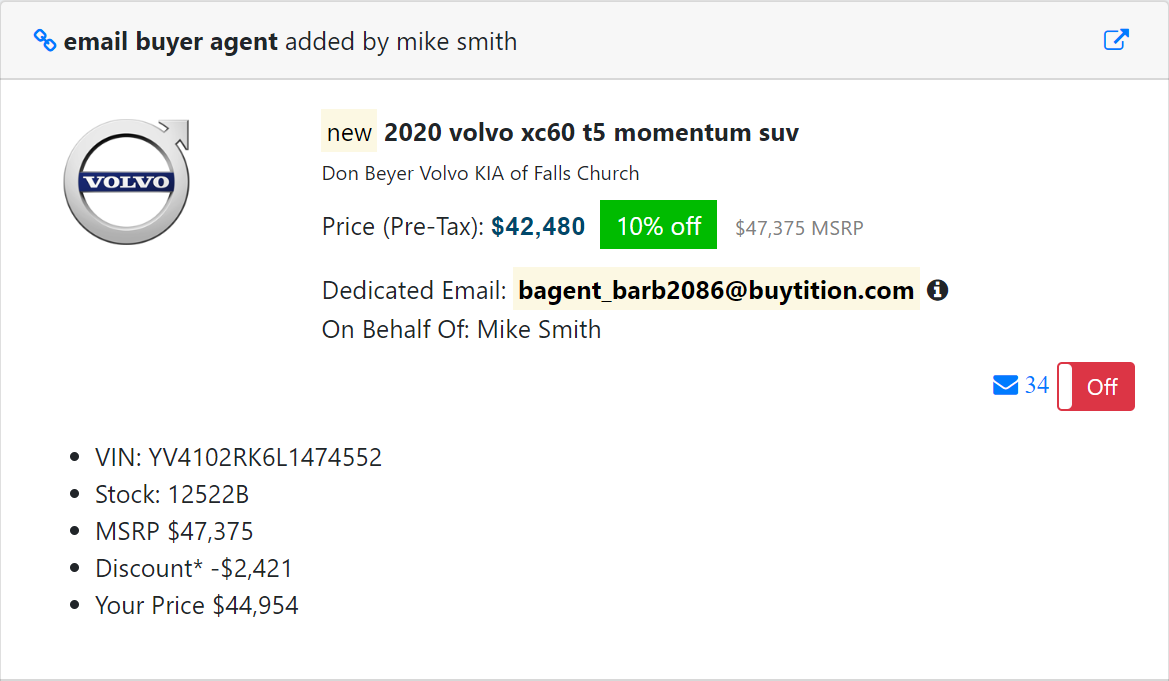 email buyer agent added by mike smith
VOLVO
new 2020 volvo xc60 t5 momentum suv
Don Beyer Volvo KIA of Falls Church
Price (Pre-Tax): $42,480 10% off $47,375 MSRP
Dedicated Email: bagent_barb2086@buytition.com
On Behalf Of: Mike Smith
34 Off
VIN: YV4102RK6L1474552
Stock: 12522B
MSRP $47,375
Discount* -$2,421
Your Price $44,954